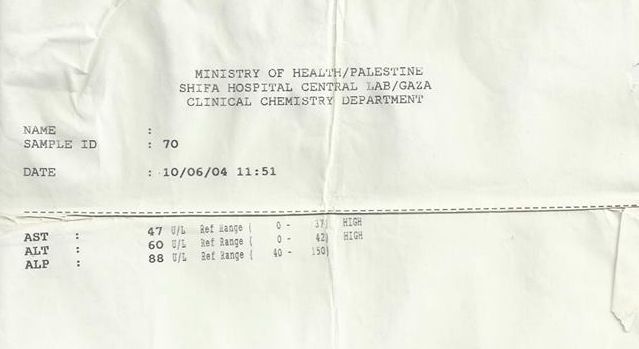 MINISTRY OF HEALTH/PALESTINE
SHIFA HOSPITAL CENTRAL LAB/GAZA
CLINICAL CHEMISTRY DEPARTMENT
NAME :
SAMPLE ID : 70
DATE : 10/06/04 11:51
AST : 47 U/L Ref Range ( 0 - 37) HIGH
ALT : 60 U/L Ref Range ( 0 - 42) HIGH
ALP : 88 U/L Ref Range ( 40 - 150)